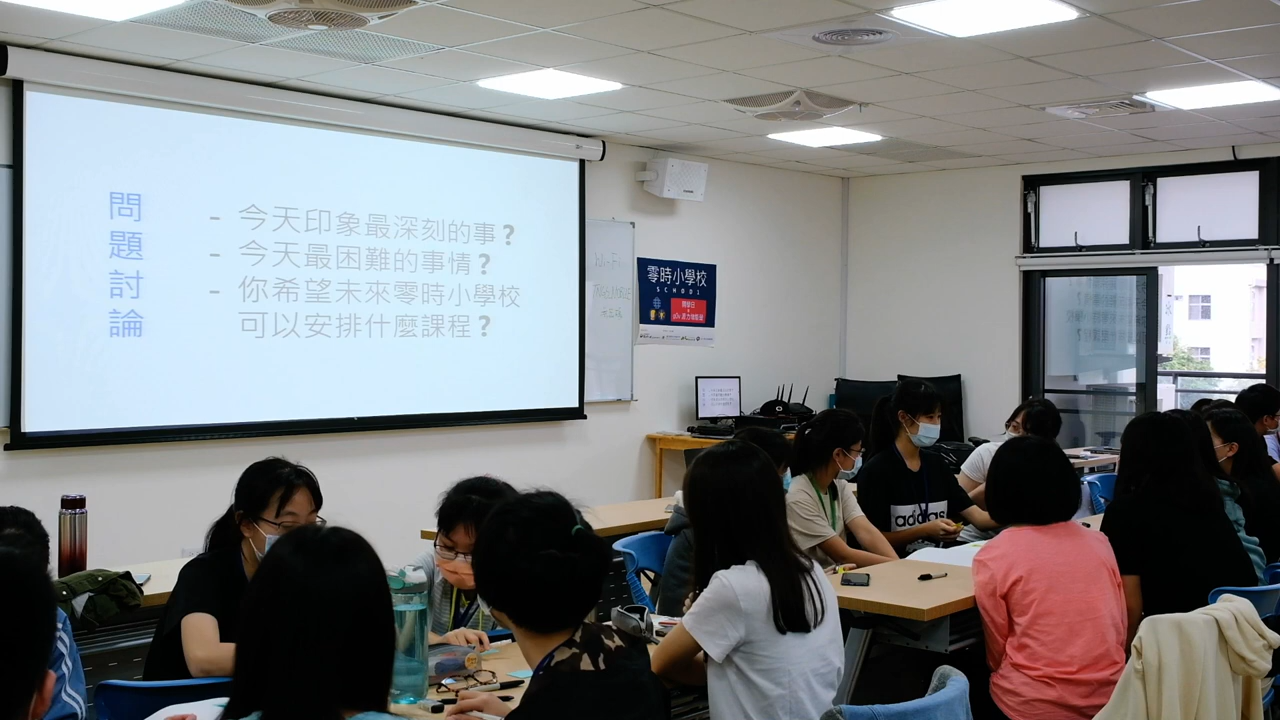 問題討論
- 今天印象最深刻的事？
- 今天最困難的事情？
- 你希望未來零時小學校
可以安排什麼課程？
零時小學校
SCH001
adidas